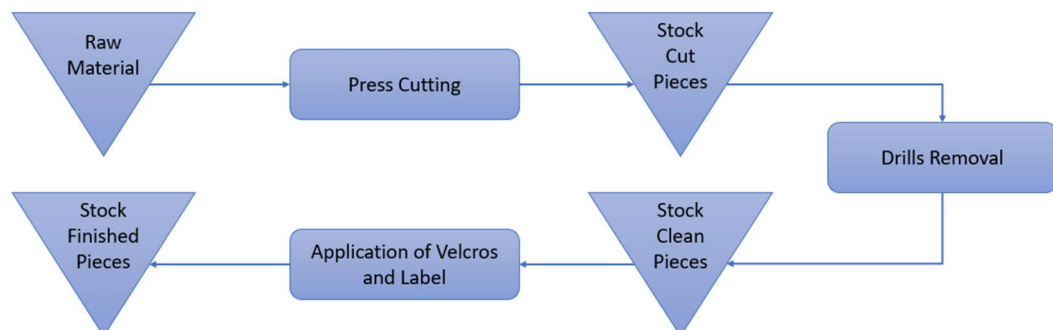 Raw
Material
Press Cutting
Stock
Cut
Pieces
Drills Removal
Stock
Clean
Pieces
Application of Velcros
and Label
Stock
Finished
Pieces